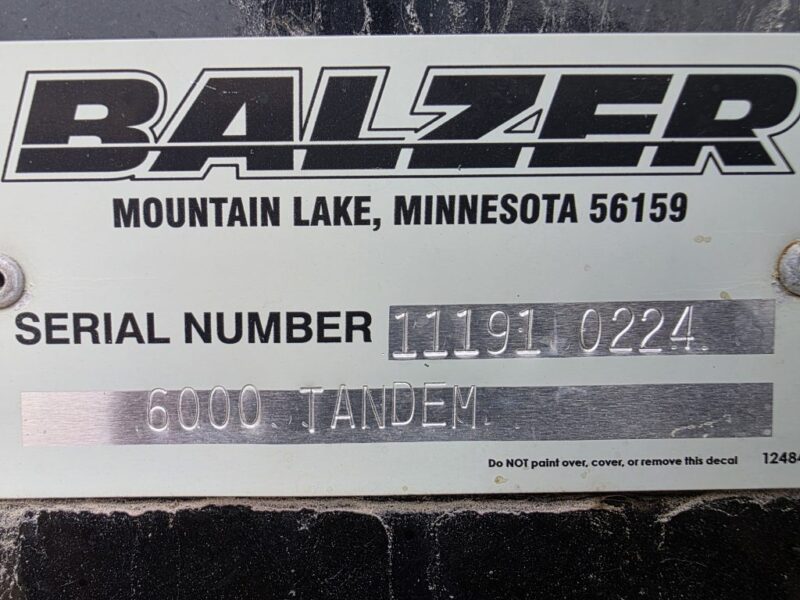 BALZER
MOUNTAIN LAKE, MINNESOTA 56159
SERIAL NUMBER 11191 0224
6000 TANDEM
Do NOT paint over, cover, or remove this decal 12484